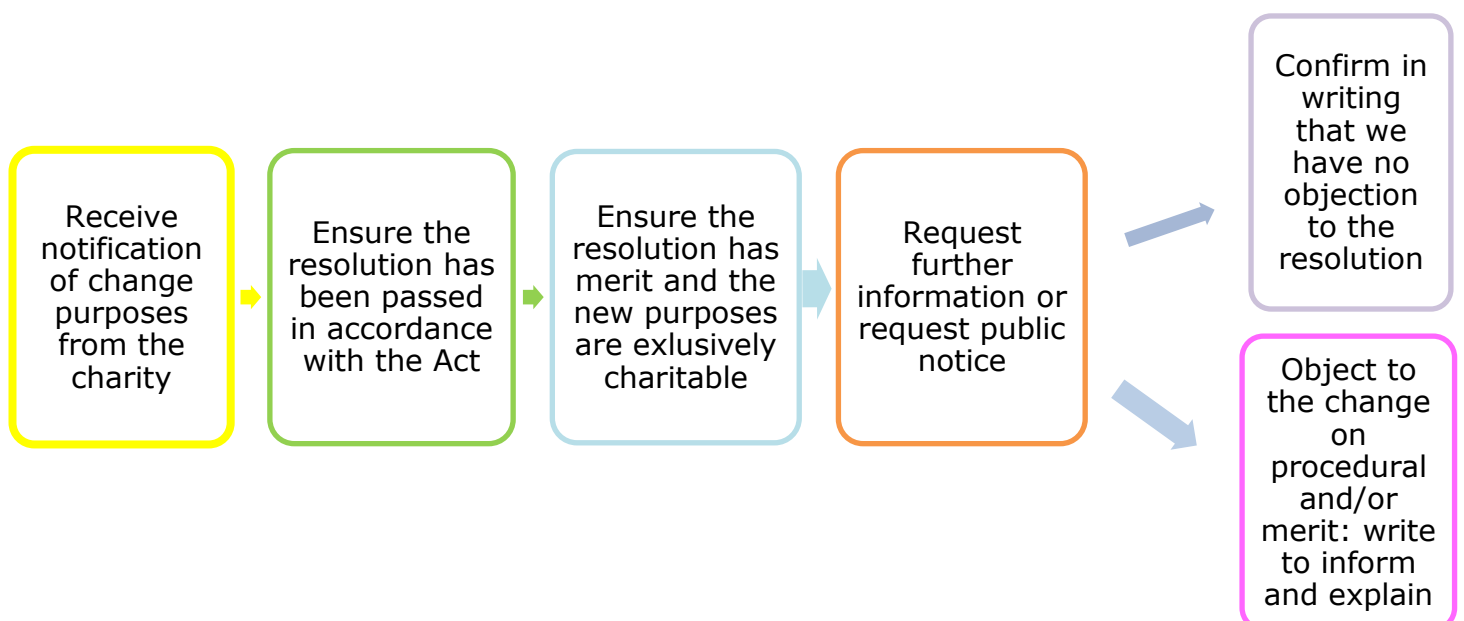 Receive
notification
of change
purposes
from the
charity
Ensure the
resolution has
been passed
in accordance
with the Act
Ensure the
resolution has
merit and the
new purposes
are exlusively
charitable
Request
further
information or
request public
notice
Confirm in
writing
that we
have no
objection
to the
resolution
Object to
the change
on
procedural
and/or
merit: write
to inform
and explain